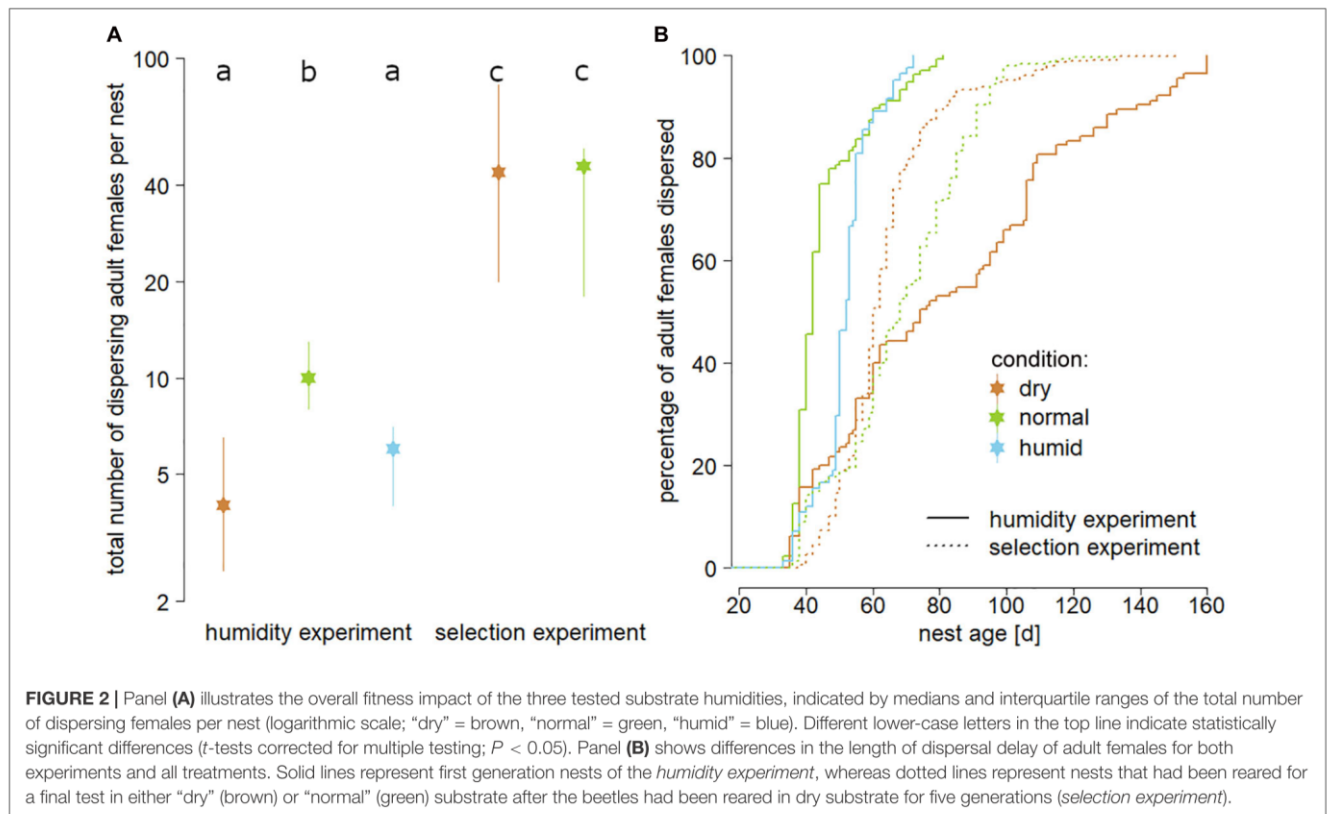 A
total number of dispersing adult females per nest
100
40
20
10
5
2
a b a c c
humidity experiment selection experiment
B
percentage of adult females dispersed
100
80
60
40
20
0
condition:
dry
normal
humid
humidity experiment
selection experiment
20 40 60 80 100 120 140 160
nest age [d]
FIGURE 2 | Panel (A) illustrates the overall fitness impact of the three tested substrate humidities, indicated by medians and interquartile ranges of the total number
of dispersing females per nest (logarithmic scale; “dry” = brown, “normal” = green, “humid” = blue). Different lower-case letters in the top line indicate statistically
significant differences (t-tests corrected for multiple testing; P < 0.05). Panel (B) shows differences in the length of dispersal delay of adult females for both
experiments and all treatments. Solid lines represent first generation nests of the humidity experiment, whereas dotted lines represent nests that had been reared for
a final test in either “dry” (brown) or “normal” (green) substrate after the beetles had been reared in dry substrate for five generations (selection experiment).